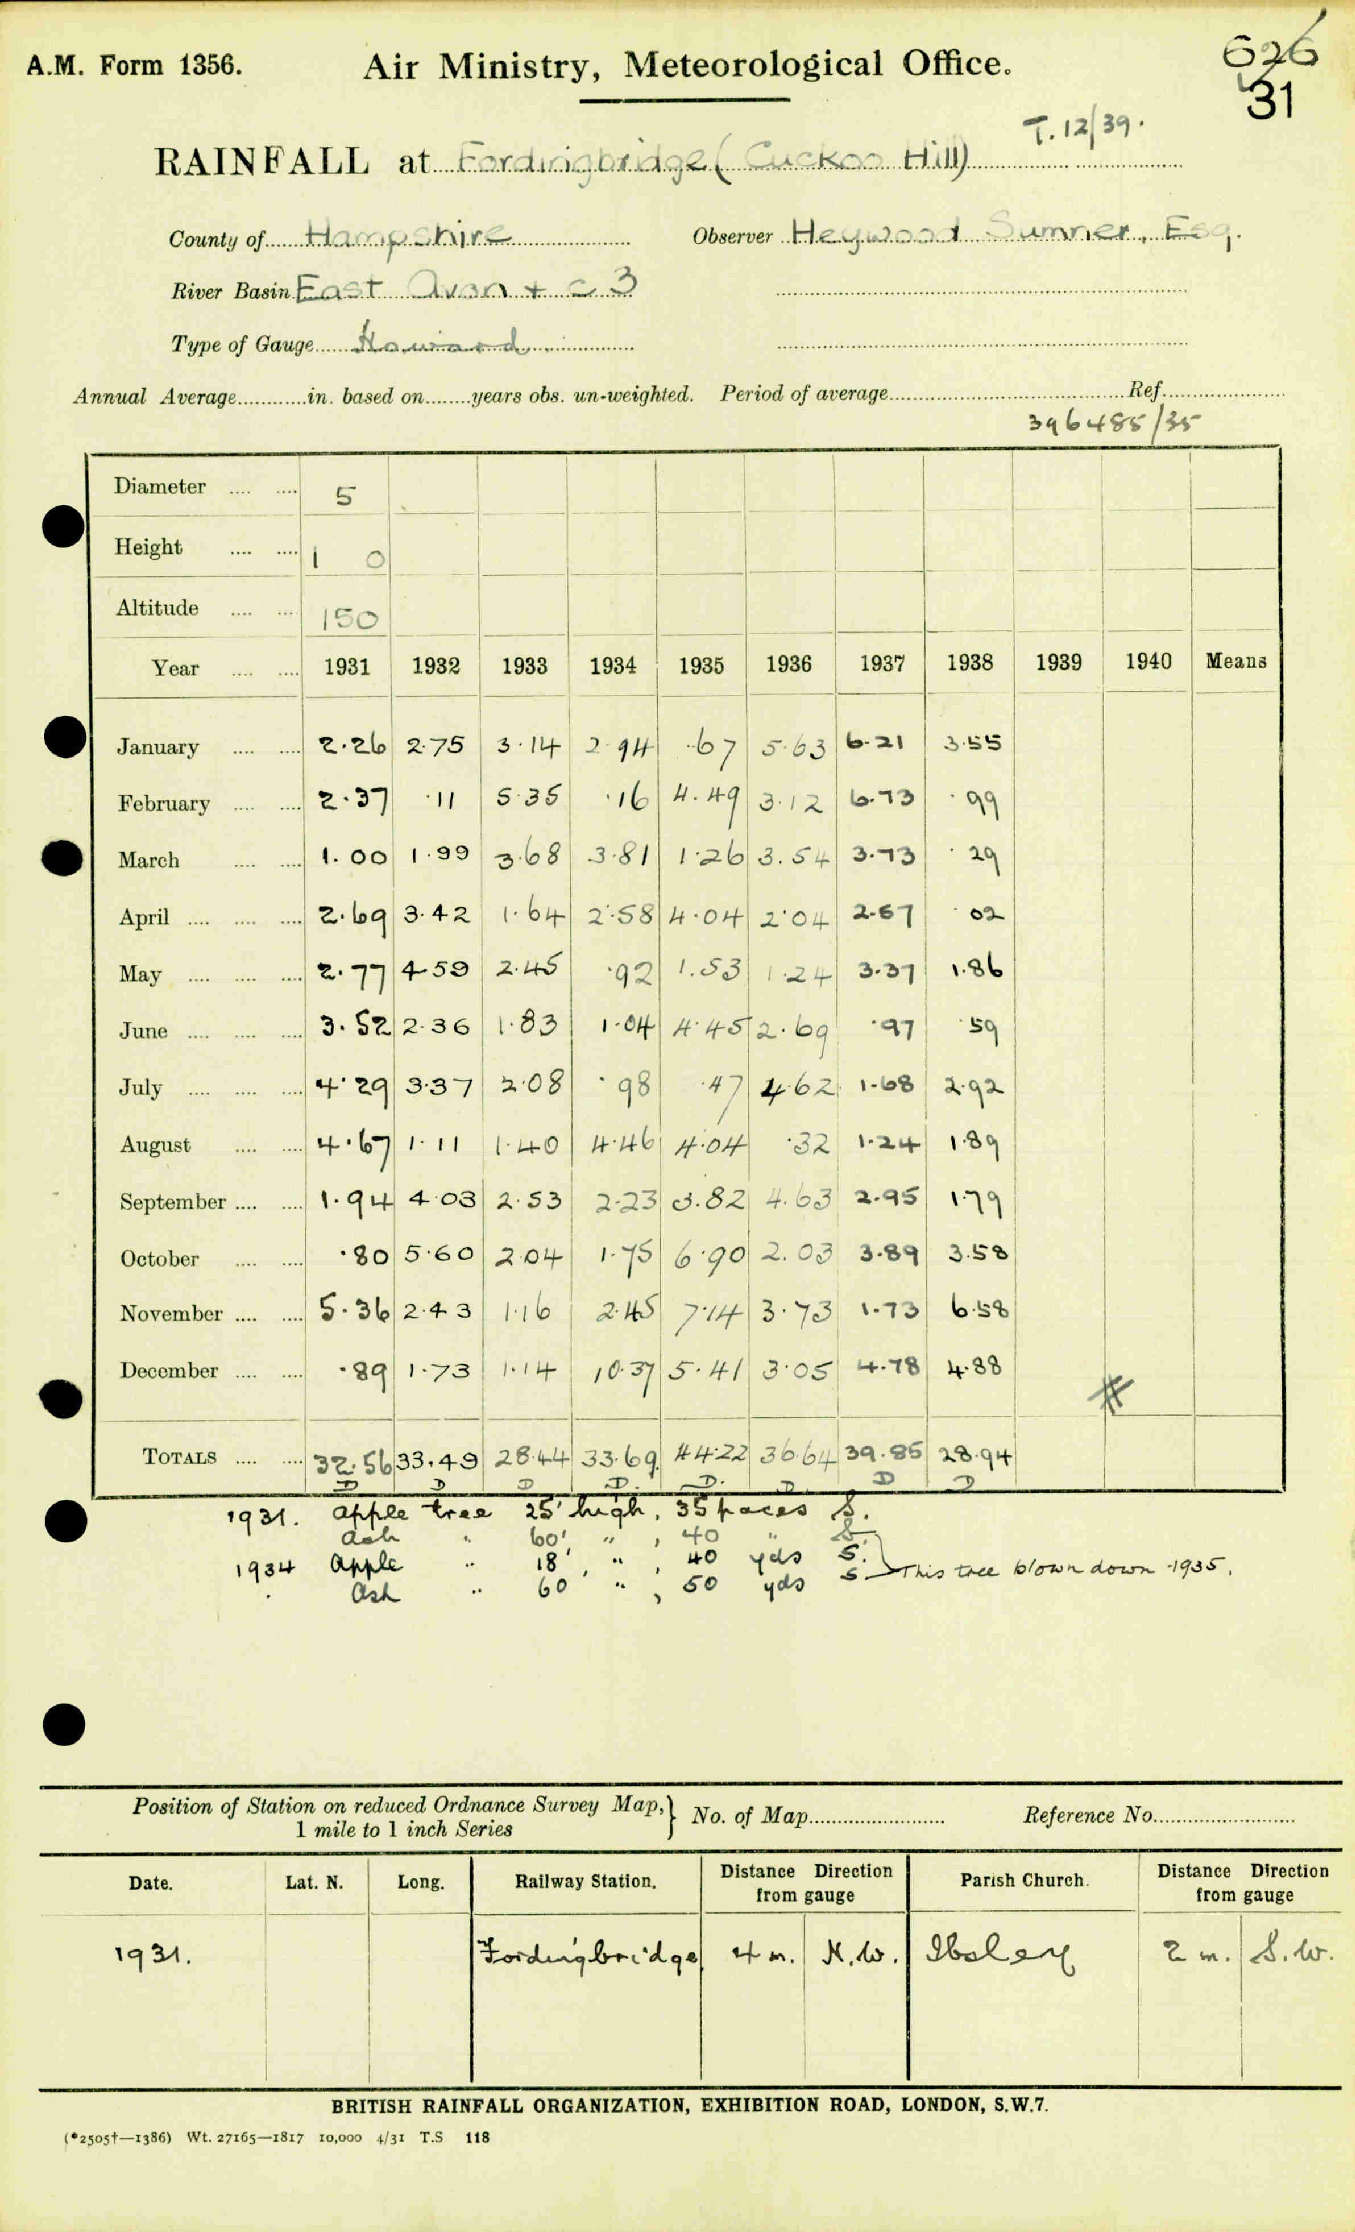 A.M. Form 1356. Air Ministry, Meteorological Office. 626
31
T. 12/39.
RAINFALL at Fordingbridge (Cuckoo Hill)
County of Hampshire Observer Heywood Sumner, Esq.
River Basin East Avon + C 3
Type of Gauge Howard
Annual Average in. based on years obs. un-weighted. Period of average Ref.
396485/35
Diameter 5
Height 1 0
Altitude 150
Year 1931 1932 1933 1934 1935 1936 1937 1938 1939 1940 Means
January 2.26 2.75 3.14 2.94 .67 5.63 6.21 3.55
February 2.37 .11 5.35 .16 4.49 3.12 6.73 .99
March 1.00 1.99 3.68 3.81 1.26 3.54 3.73 .29
April 2.69 3.42 1.64 2.58 4.04 2.04 2.57 .02
May 2.77 4.59 2.45 .92 1.53 1.24 3.37 1.86
June 3.52 2.36 1.83 1.04 4.45 2.69 .97 .59
July 4.29 3.37 2.08 .98 .47 4.62 1.68 2.92
August 4.67 1.11 1.40 4.46 4.04 .32 1.24 1.89
September 1.94 4.03 2.53 2.23 3.82 4.63 2.95 1.79
October .80 5.60 2.04 1.75 6.90 2.03 3.89 3.58
November 5.36 2.43 1.16 2.45 7.14 3.73 1.73 6.58
December .89 1.73 1.14 10.37 5.41 3.05 4.78 4.88
TOTALS 32.56 33.49 28.44 33.69 44.22 36.64 39.85 28.94
D D D D. D. D. D D
1931. Apple tree 25' high, 35 paces S.
Ash " 60', " , 40 " S.
1934 Apple " 18', " , 40 yds S.
Ash " 60 " , 50 yds S This tree blown down 1935.
Position of Station on reduced Ordnance Survey Map, No. of Map Reference No.
1 mile to 1 inch Series
Date. Lat. N. Long. Railway Station. Distance Direction from gauge Parish Church. Distance Direction from gauge
1931. Fordingbridge 4 m. N.W. Ibsley 2 m. S.W.
BRITISH RAINFALL ORGANIZATION, EXHIBITION ROAD, LONDON, S.W.7.
(*2505†—1386) Wt. 27165—1817 10,000 4/31 T.S 118